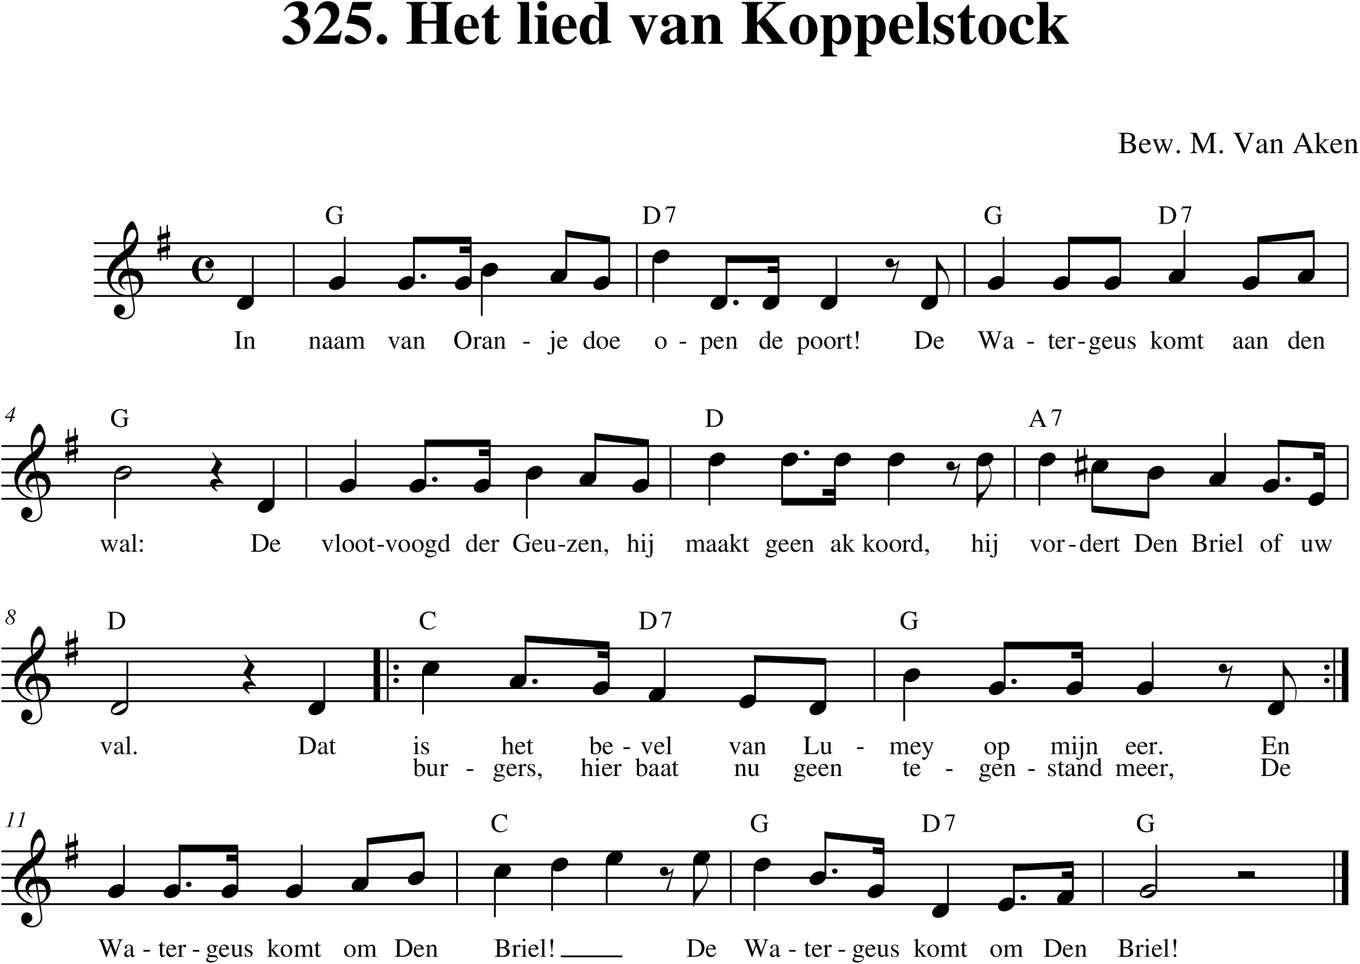 325. Het lied van Koppelstock
Bew. M. Van Aken
G D7 G D7
In naam van Oran - je doe o - pen de poort! De Wa - ter-geus komt aan den
4 G D A7
wal: De vloot-voogd der Geu-zen, hij maakt geen ak koord, hij vor-dert Den Briel of uw
8 D C D7 G
val. Dat is het be - vel van Lu - mey op mijn eer. En
bur - gers, hier baat nu geen te - gen - stand meer, De
11 C G D7 G
Wa - ter - geus komt om Den Briel! De Wa - ter - geus komt om Den Briel!